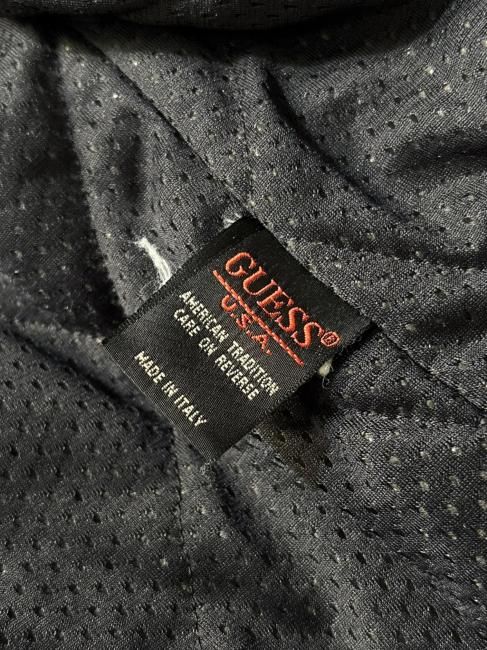 GUESS®
U.S.A.
AMERICAN TRADITION
CARE ON REVERSE
MADE IN ITALY